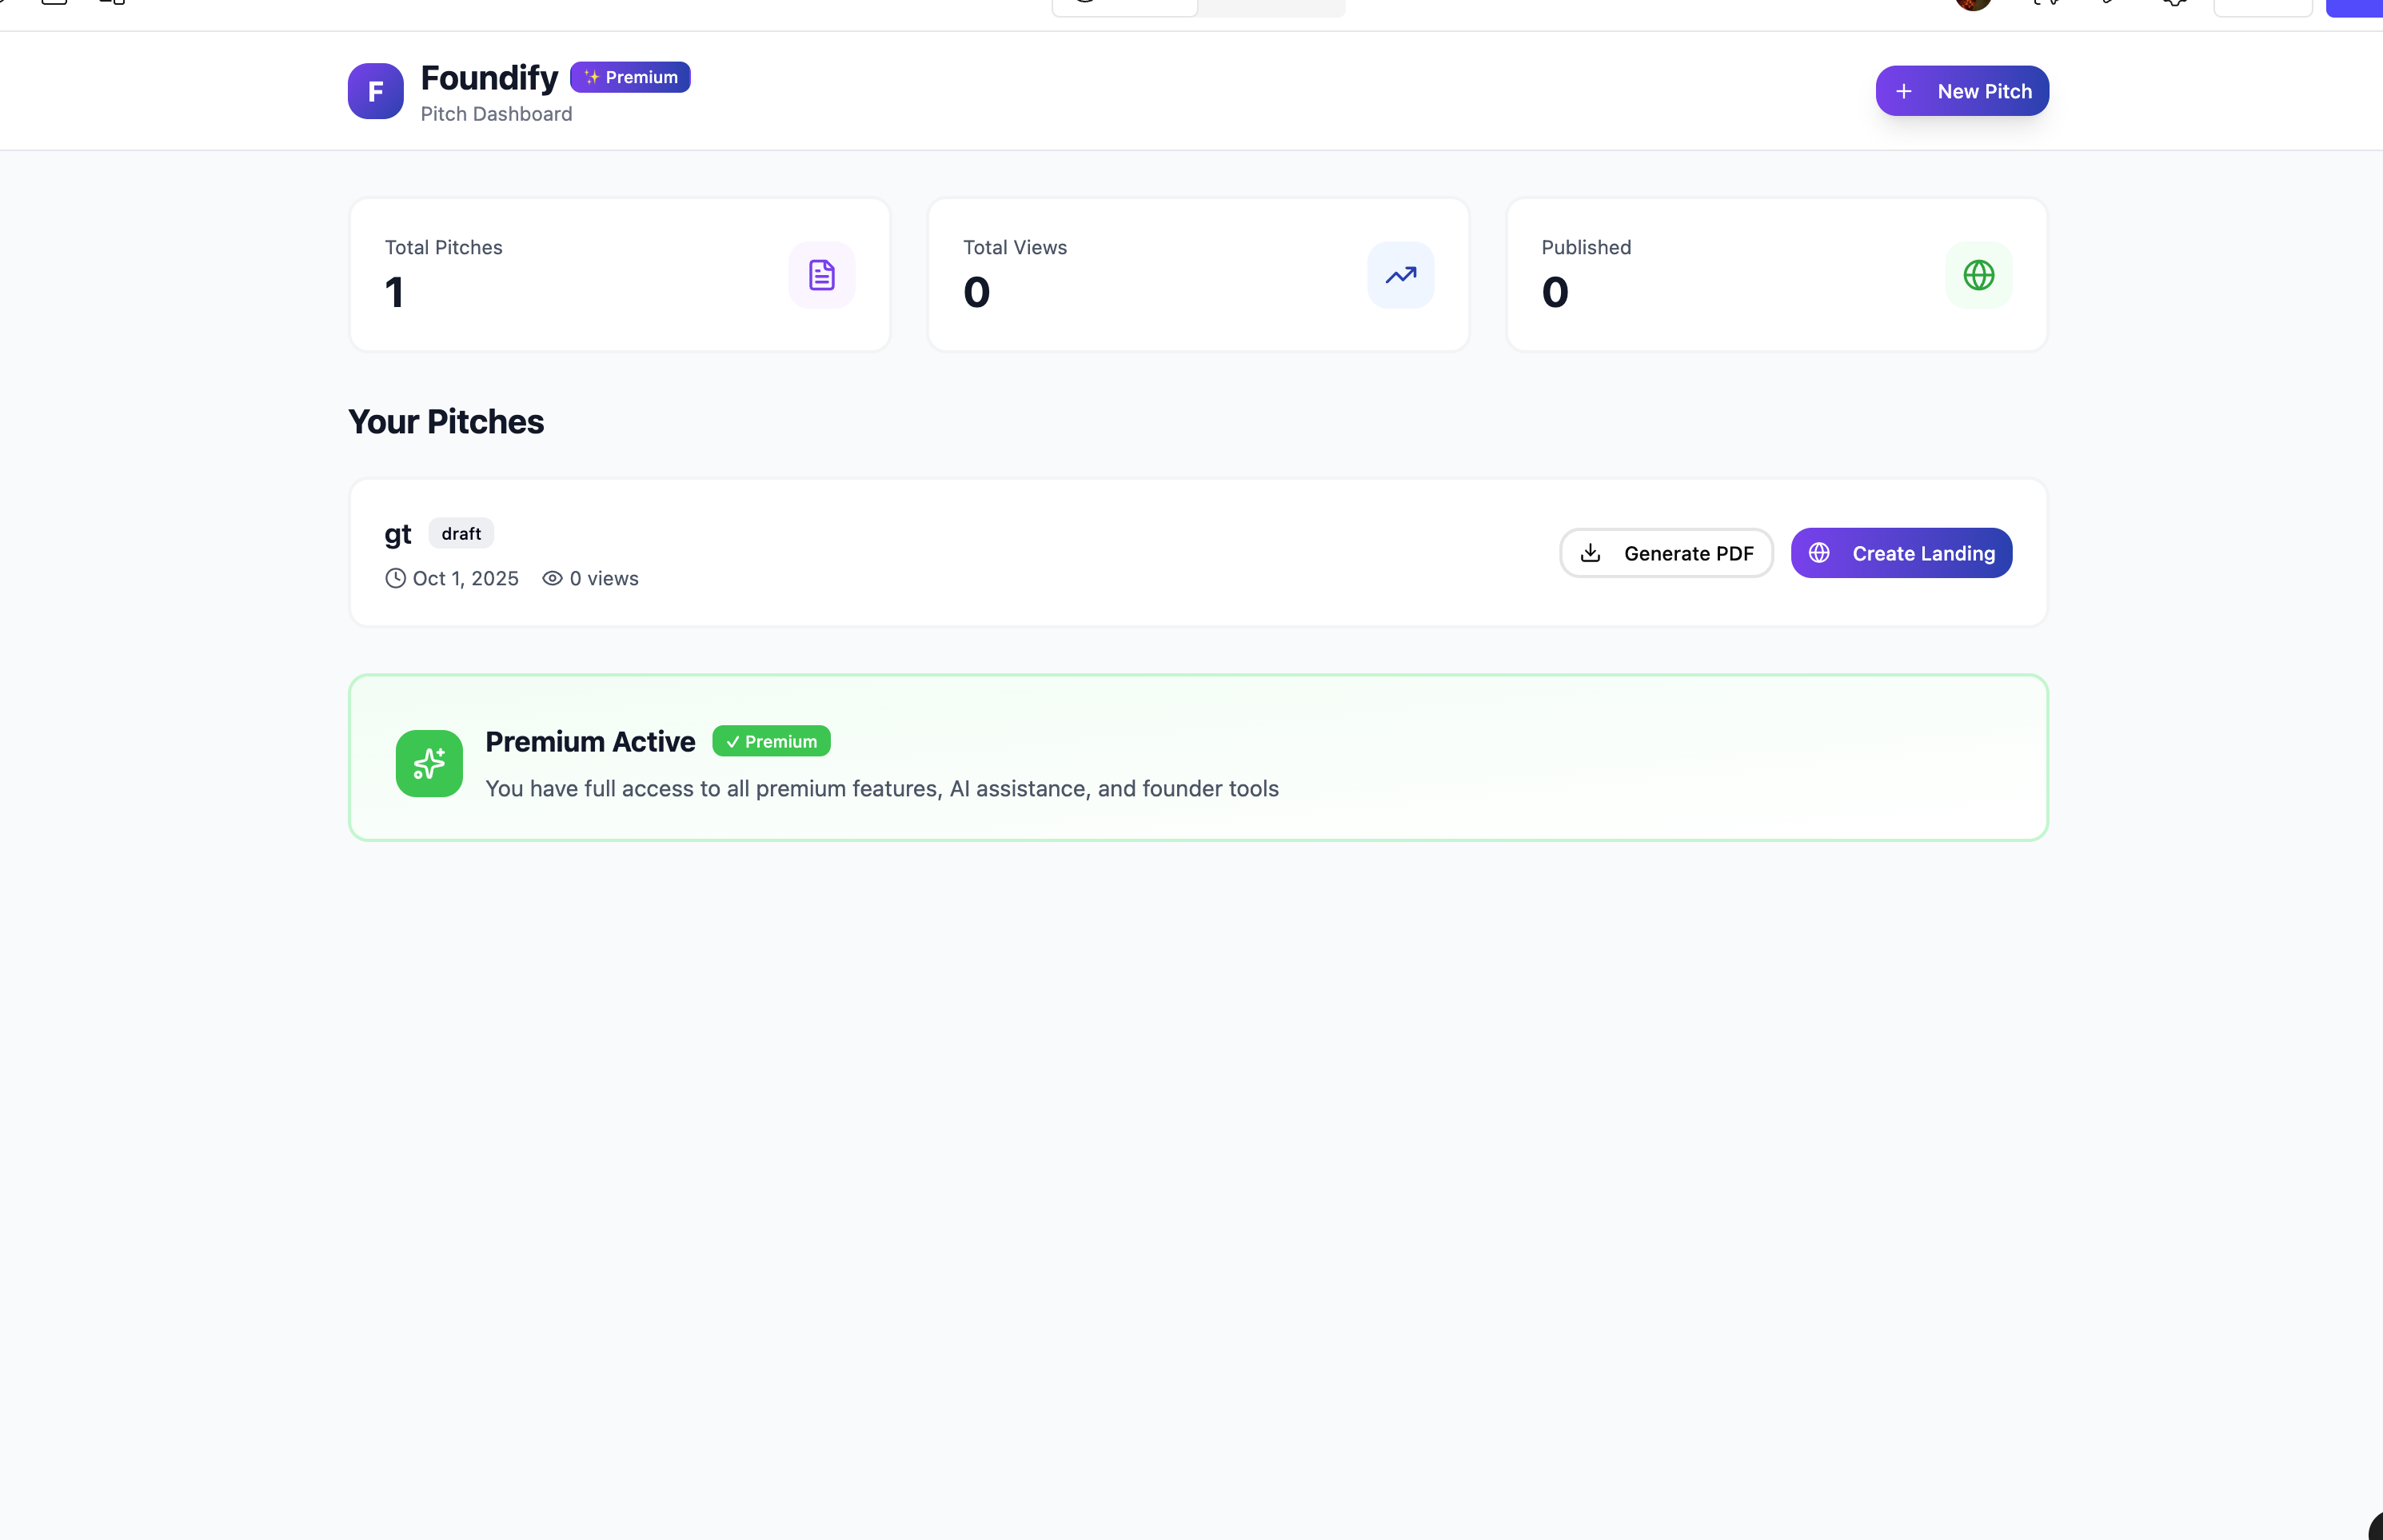 F
Foundify
✨ Premium
Pitch Dashboard
+ New Pitch
Total Pitches
1
Total Views
0
Published
0
Your Pitches
gt
draft
Oct 1, 2025
0 views
Generate PDF
Create Landing
Premium Active
✓ Premium
You have full access to all premium features, AI assistance, and founder tools